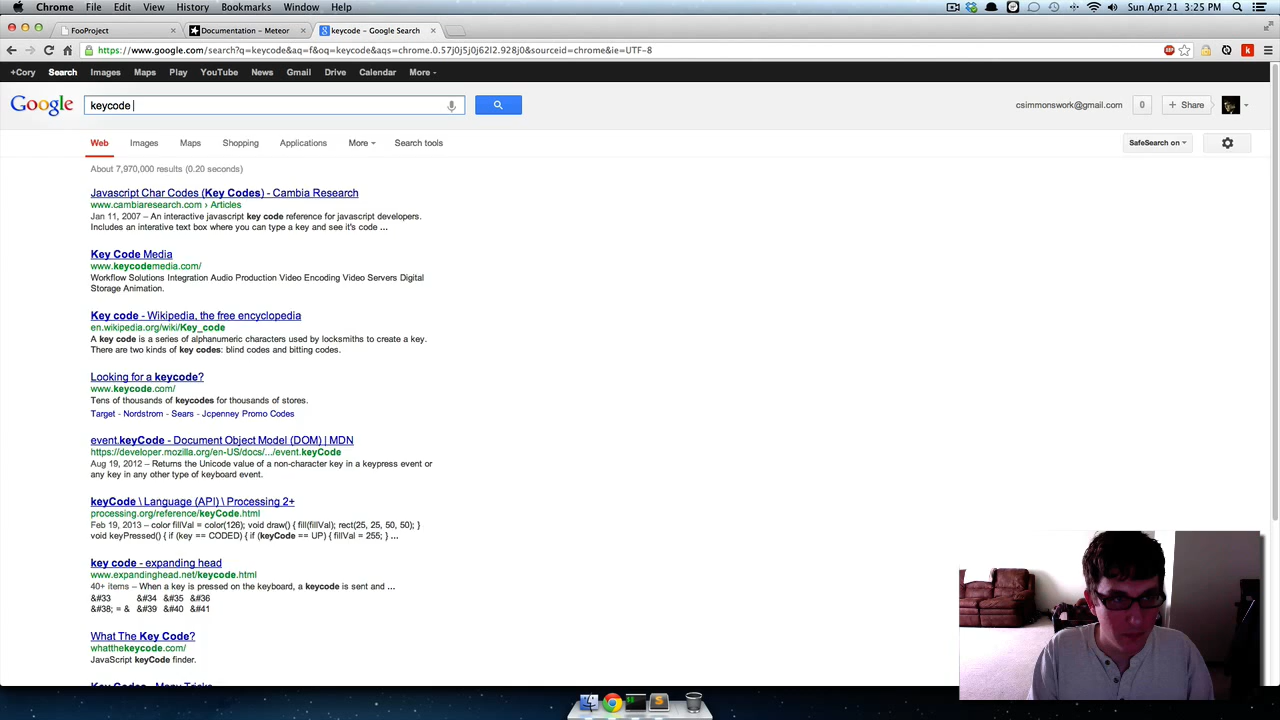 Chrome File Edit View History Bookmarks Window Help Sun Apr 21 3:25 PM
FooProject Documentation - Meteor keycode - Google Search
https://www.google.com/search?q=keycode&aq=f&oq=keycode&aqs=chrome.0.57j0j5j0j62l2.928j0&sourceid=chrome&ie=UTF-8
+Cory Search Images Maps Play YouTube News Gmail Drive Calendar More
Google keycode csimmonswork@gmail.com 0 + Share
Web Images Maps Shopping Applications More Search tools SafeSearch on
About 7,970,000 results (0.20 seconds)
Javascript Char Codes (Key Codes) - Cambia Research
www.cambiaresearch.com › Articles
Jan 11, 2007 – An interactive javascript key code reference for javascript developers.
Includes an interative text box where you can type a key and see it's code ...
Key Code Media
www.keycodemedia.com/
Workflow Solutions Integration Audio Production Video Encoding Video Servers Digital
Storage Animation.
Key code - Wikipedia, the free encyclopedia
en.wikipedia.org/wiki/Key_code
A key code is a series of alphanumeric characters used by locksmiths to create a key.
There are two kinds of key codes: blind codes and bitting codes.
Looking for a keycode?
www.keycode.com/
Tens of thousands of keycodes for thousands of stores.
Target - Nordstrom - Sears - Jcpenney Promo Codes
event.keyCode - Document Object Model (DOM) | MDN
https://developer.mozilla.org/en-US/docs/.../event.keyCode
Aug 19, 2012 – Returns the Unicode value of a non-character key in a keypress event or
any key in any other type of keyboard event.
keyCode \ Language (API) \ Processing 2+
processing.org/reference/keyCode.html
Feb 19, 2013 – color fillVal = color(126); void draw() { fill(fillVal); rect(25, 25, 50, 50); }
void keyPressed() { if (key == CODED) { if (keyCode == UP) { fillVal = 255; } ...
key code - expanding head
www.expandinghead.net/keycode.html
40+ items – When a key is pressed on the keyboard, a keycode is sent and ...
&#33 &#34 &#35 &#36
&#38; = & &#39 &#40 &#41
What The Key Code?
whatthekeycode.com/
JavaScript keyCode finder.
Key Codes - Many Tricks